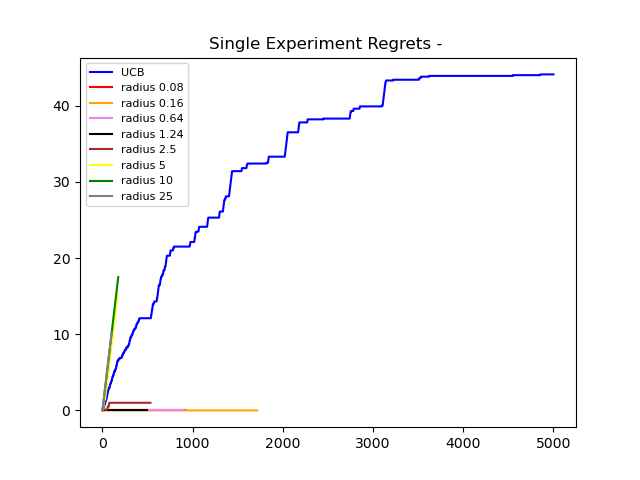 Single Experiment Regrets -
UCB
radius 0.08
radius 0.16
radius 0.64
radius 1.24
radius 2.5
radius 5
radius 10
radius 25
40
30
20
10
0
0 1000 2000 3000 4000 5000